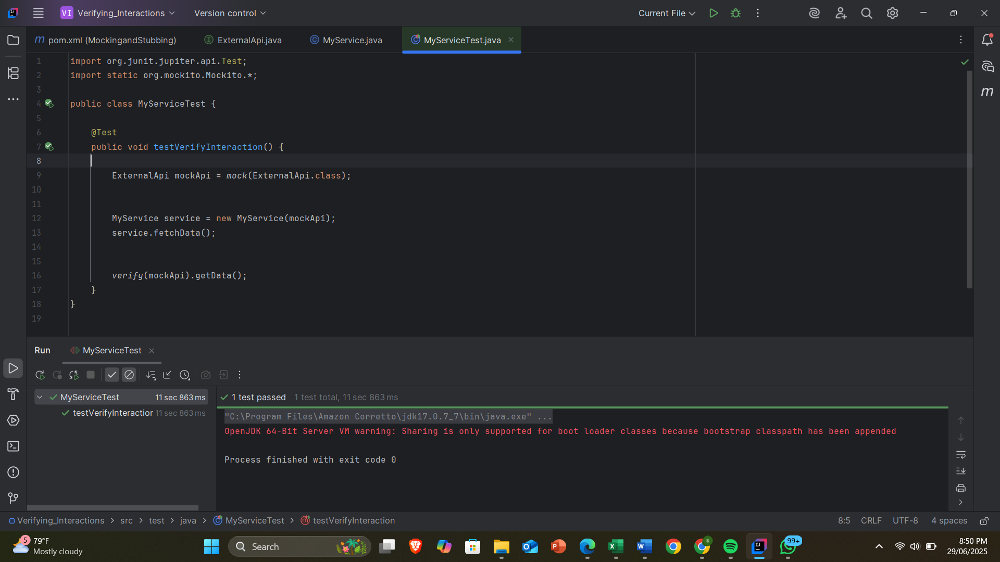 VI Verifying_Interactions Version control Current File
pom.xml (MockingandStubbing) ExternalApi.java MyService.java MyServiceTest.java
1 import org.junit.jupiter.api.Test;
2 import static org.mockito.Mockito.*;
3
4 public class MyServiceTest {
5
6 @Test
7 public void testVerifyInteraction() {
8
9 ExternalApi mockApi = mock(ExternalApi.class);
10
11
12 MyService service = new MyService(mockApi);
13 service.fetchData();
14
15
16 verify(mockApi).getData();
17 }
18 }
19
Run MyServiceTest
MyServiceTest 11 sec 863 ms
testVerifyInteraction 11 sec 863 ms
1 test passed 1 test total, 11 sec 863 ms
"C:\Program Files\Amazon Corretto\jdk17.0.7_7\bin\java.exe" ...
OpenJDK 64-Bit Server VM warning: Sharing is only supported for boot loader classes because bootstrap classpath has been appended
Process finished with exit code 0
Verifying_Interactions > src > test > java > MyServiceTest > testVerifyInteraction 8:5 CRLF UTF-8 4 spaces
5 79°F
Mostly cloudy
Search
99+
8:50 PM
29/06/2025